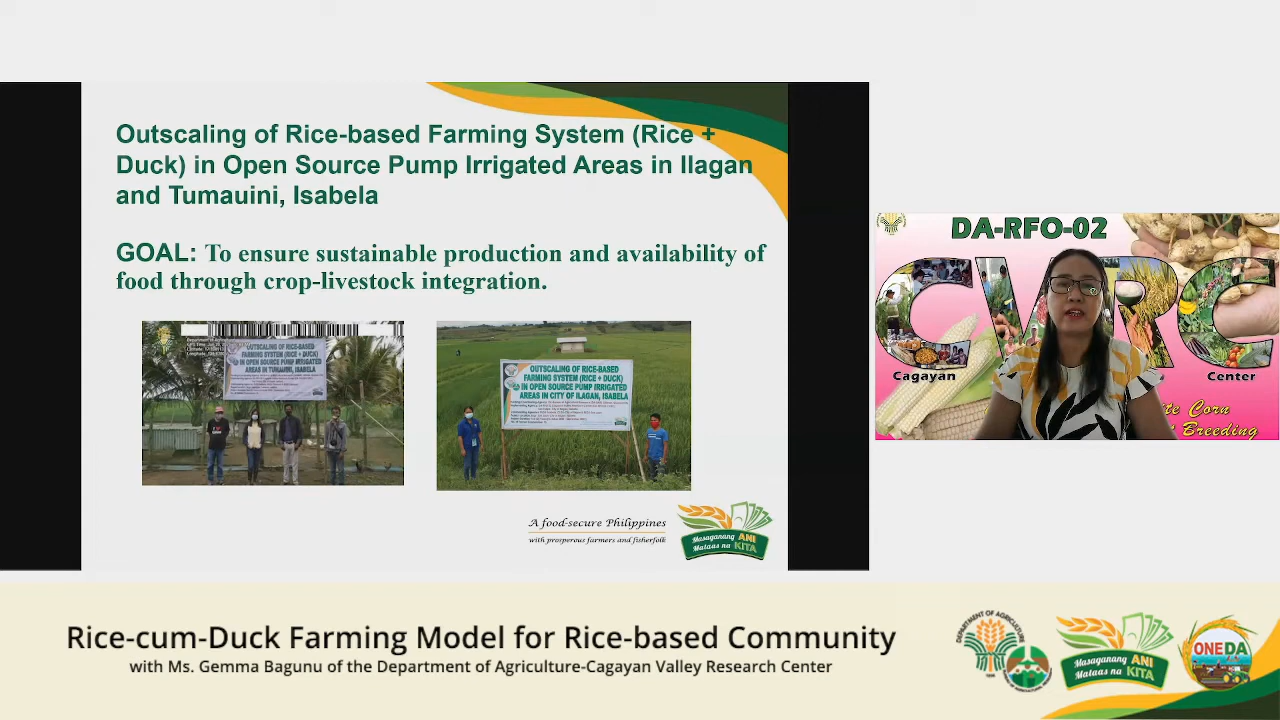 Outscaling of Rice-based Farming System (Rice +
Duck) in Open Source Pump Irrigated Areas in Ilagan
and Tumauini, Isabela
GOAL: To ensure sustainable production and availability of
food through crop-livestock integration.
OUTSCALING OF RICE-BASED
FARMING SYSTEM (RICE + DUCK)
IN OPEN SOURCE PUMP IRRIGATED
AREAS IN TUMAUINI, ISABELA
OUTSCALING OF RICE-BASED
FARMING SYSTEM (RICE + DUCK)
IN OPEN SOURCE PUMP IRRIGATED
AREAS IN CITY OF ILAGAN, ISABELA
A food-secure Philippines
with prosperous farmers and fisherfolk
Masaganang ANI
Mataas na KITA
DA-RFO-02
CVRC
Cagayan
Center
te Corn
Breeding
Rice-cum-Duck Farming Model for Rice-based Community
with Ms. Gemma Bagunu of the Department of Agriculture-Cagayan Valley Research Center
DEPARTMENT OF AGRICULTURE
Masaganang ANI
Mataas na KITA
ONEDA